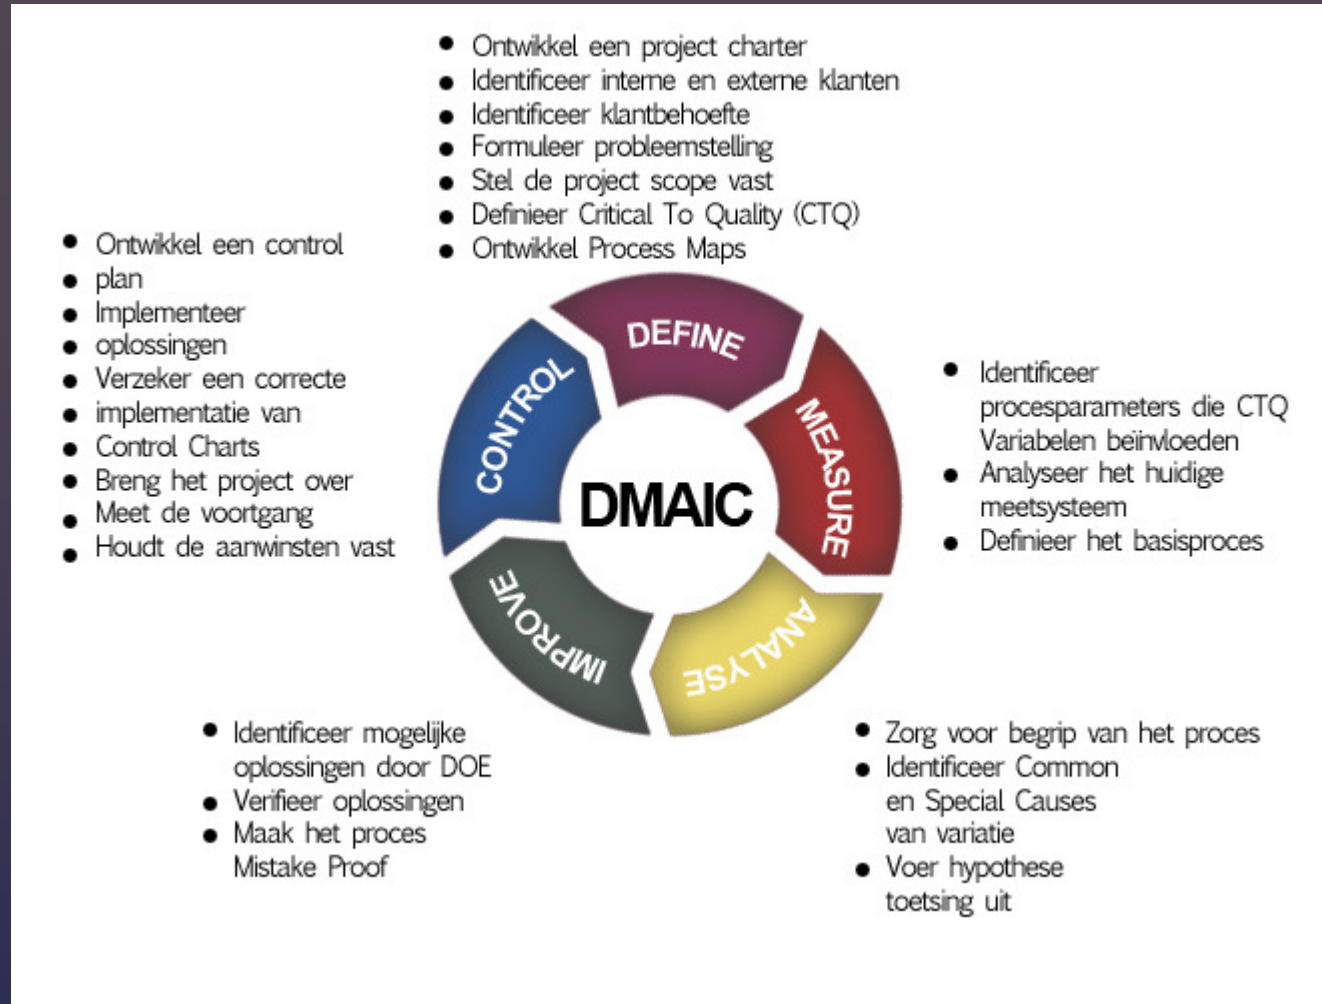 • Ontwikkel een project charter
• Identificeer interne en externe klanten
• Identificeer klantbehoefte
• Formuleer probleemstelling
• Stel de project scope vast
• Definieer Critical To Quality (CTQ)
• Ontwikkel Process Maps
• Ontwikkel een control
• plan
• Implementeer
• oplossingen
• Verzeker een correcte
• implementatie van
• Control Charts
• Breng het project over
• Meet de voortgang
• Houdt de aanwinsten vast
DEFINE
MEASURE
ANALYSE
IMPROVE
CONTROL
DMAIC
• Identificeer
procesparameters die CTQ
Variabelen beïnvloeden
• Analyseer het huidige
meetsysteem
• Definieer het basisproces
• Identificeer mogelijke
oplossingen door DOE
• Verifieer oplossingen
• Maak het proces
Mistake Proof
• Zorg voor begrip van het proces
• Identificeer Common
en Special Causes
van variatie
• Voer hypothese
toetsing uit